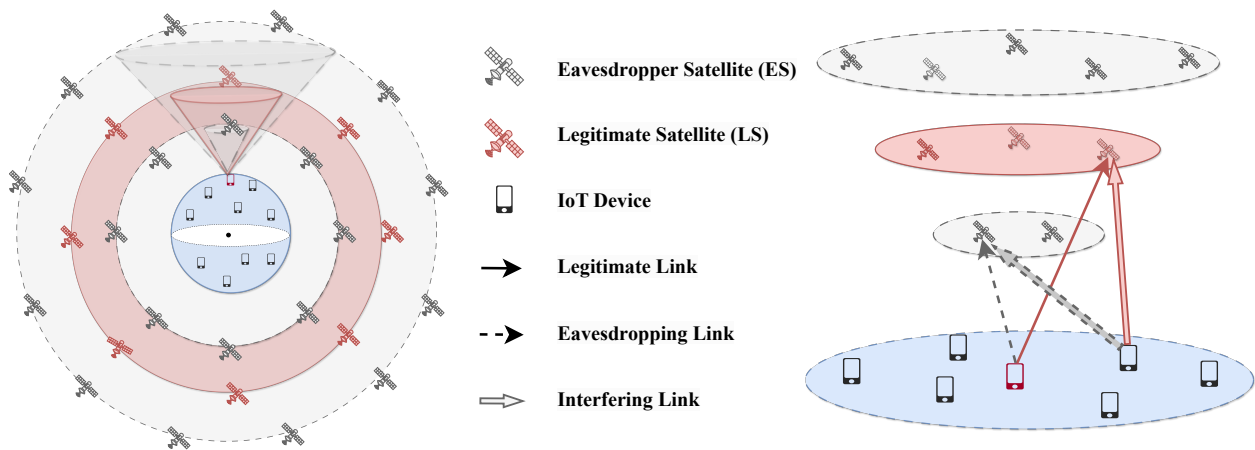 Eavesdropper Satellite (ES)
Legitimate Satellite (LS)
IoT Device
Legitimate Link
Eavesdropping Link
Interfering Link